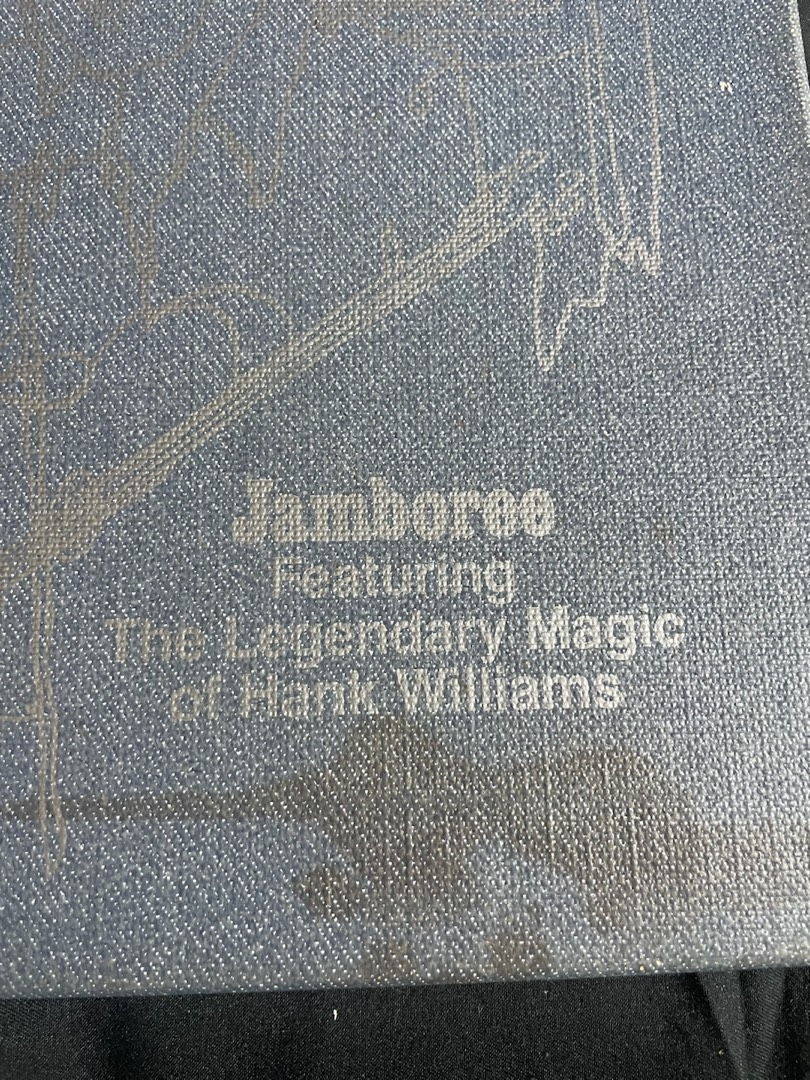 Jamboree
Featuring
The Legendary Magic
of Hank Williams